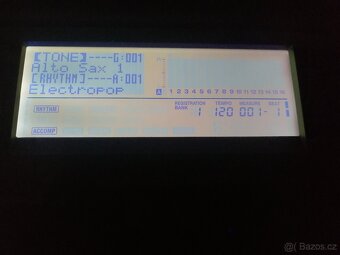 [TONE]----G:001
Alto Sax 1
[RHYTHM]----A:001
Electropop
A 1 2 3 4 5 6 7 8 9 10 11 12 13 14 15 16
RHYTHM
REGISTRATION BANK 1 TEMPO 120 MEASURE 001- BEAT 1
ACCOMP
Bazoš.cz